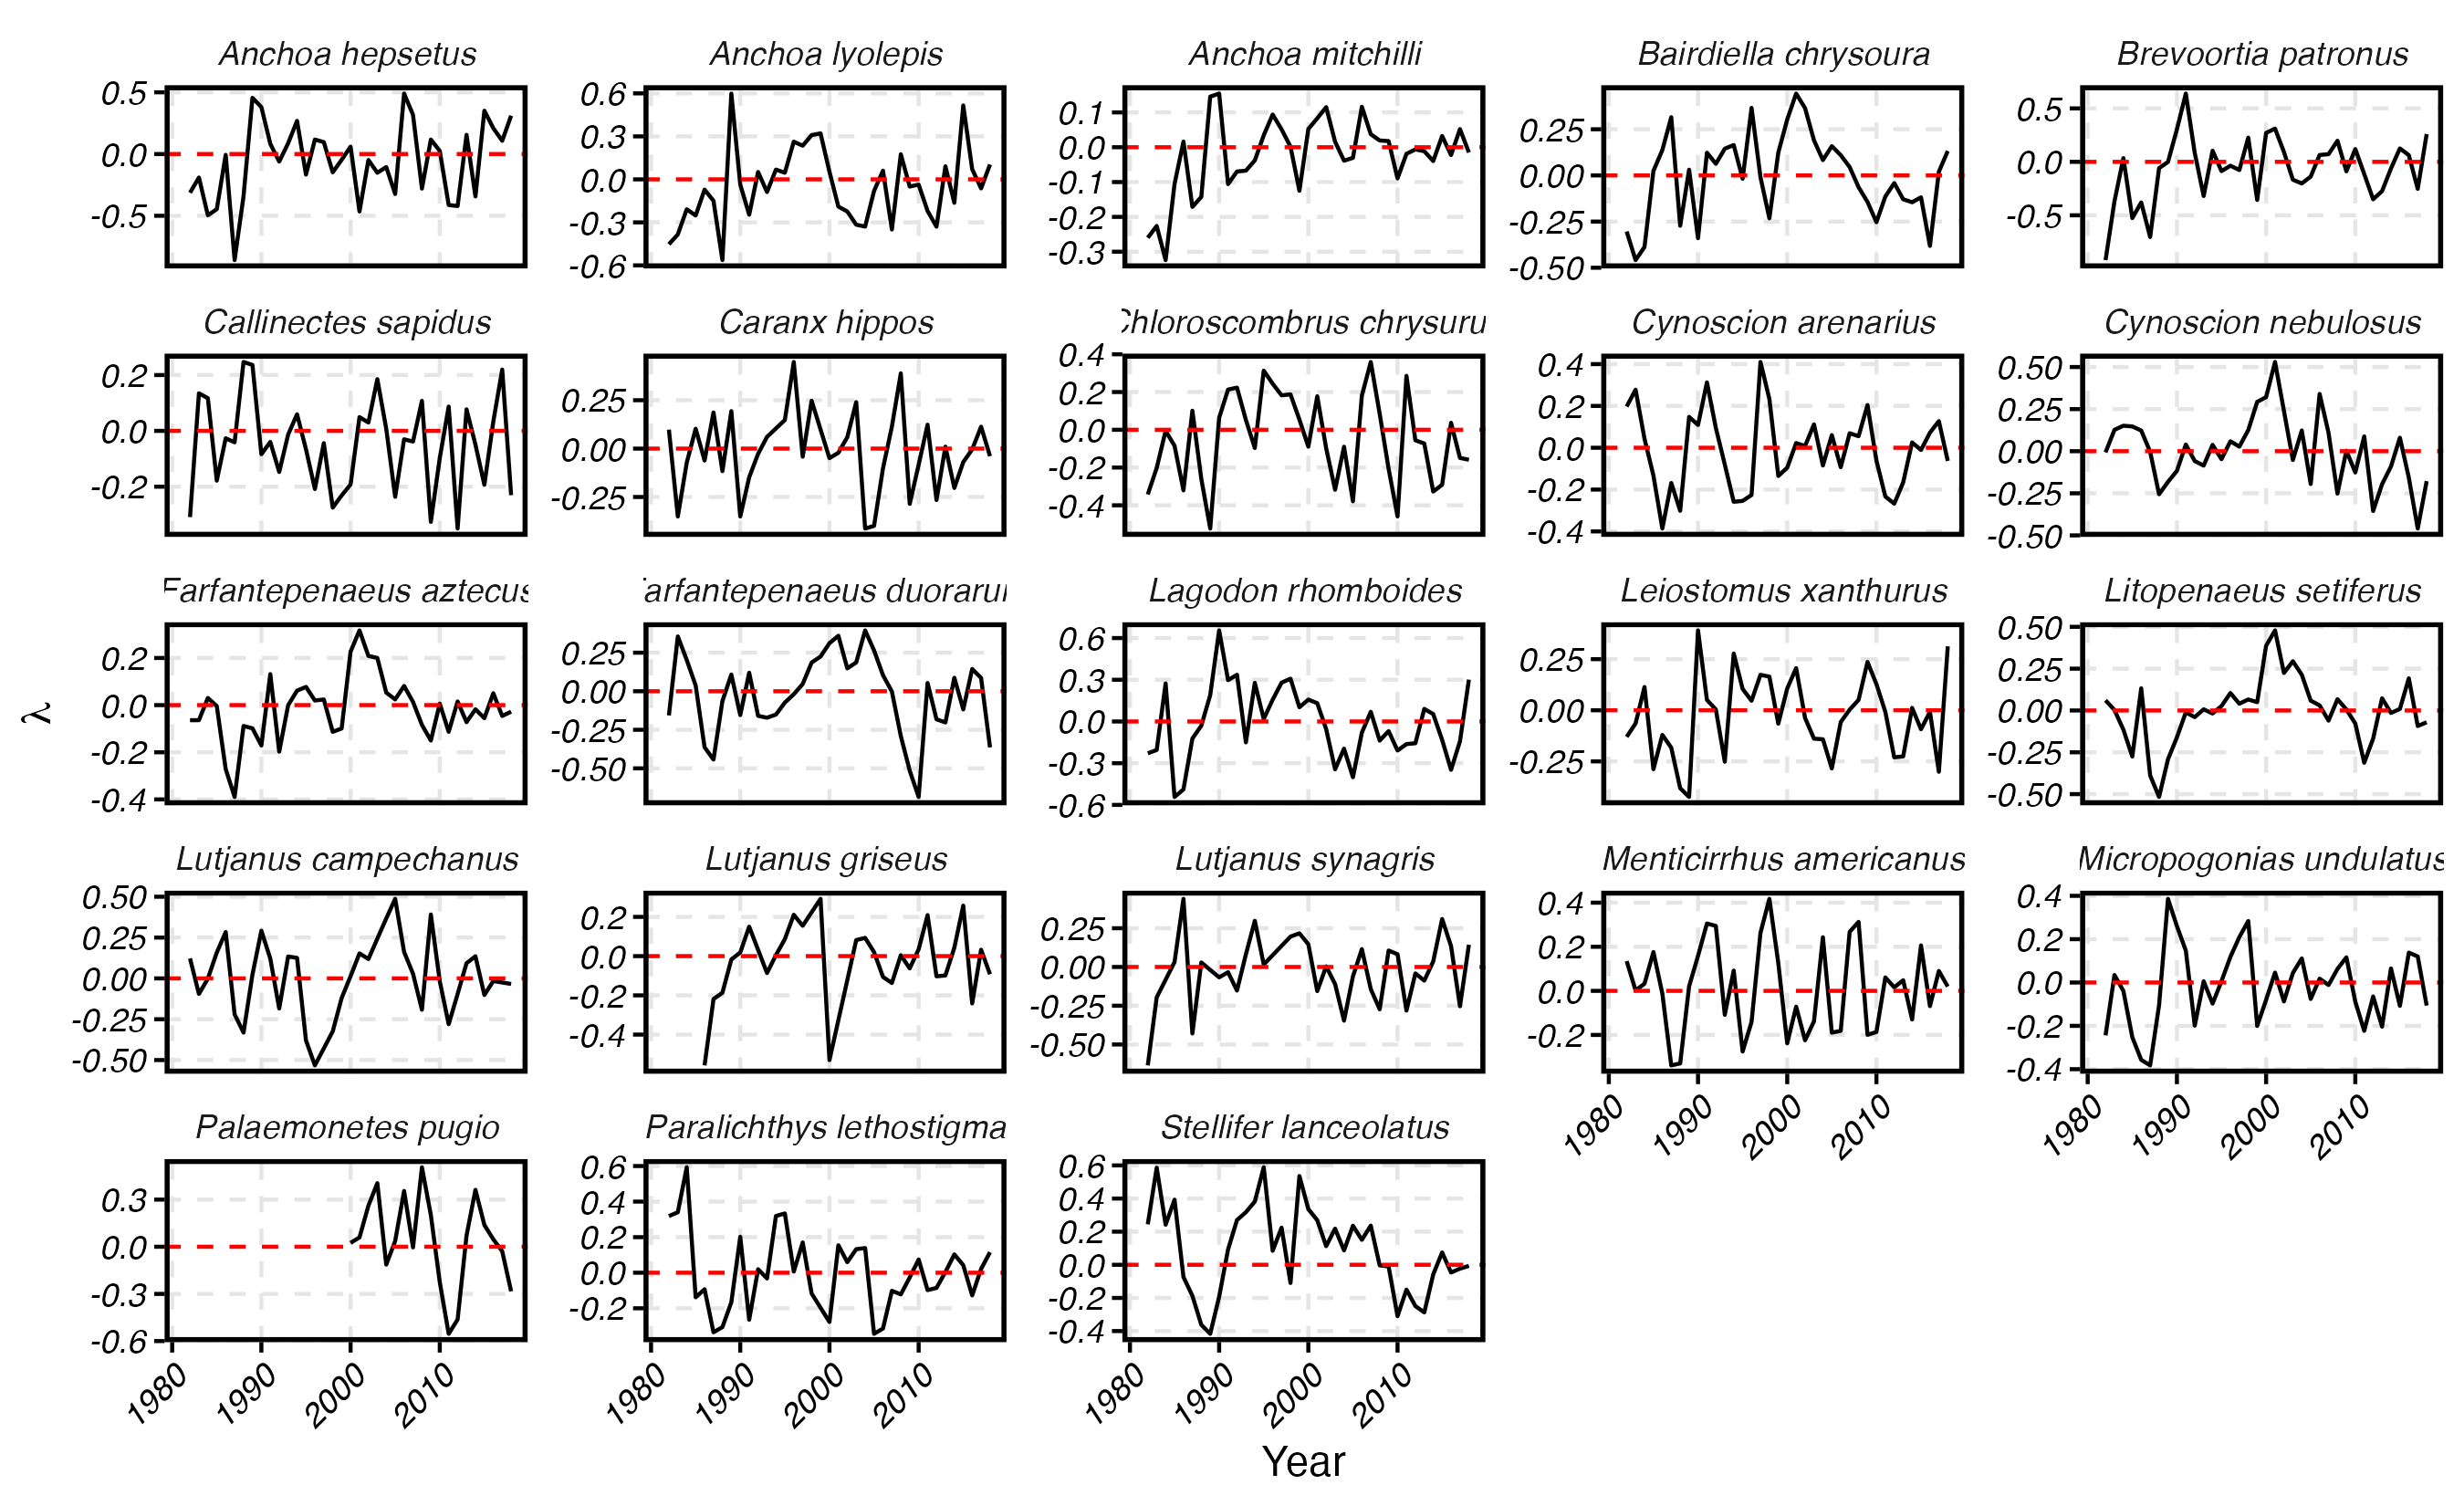 Anchoa hepsetus Anchoa lyolepis Anchoa mitchilli Bairdiella chrysoura Brevoortia patronus
0.5 0.0 -0.5
0.6 0.3 0.0 -0.3 -0.6
0.1 0.0 -0.1 -0.2 -0.3
0.25 0.00 -0.25 -0.50
0.5 0.0 -0.5
Callinectes sapidus Caranx hippos Chloroscombrus chrysuru Cynoscion arenarius Cynoscion nebulosus
0.2 0.0 -0.2
0.25 0.00 -0.25
0.4 0.2 0.0 -0.2 -0.4
0.4 0.2 0.0 -0.2 -0.4
0.50 0.25 0.00 -0.25 -0.50
Farfantepenaeus aztecus arfantepenaeus duorarum Lagodon rhomboides Leiostomus xanthurus Litopenaeus setiferus
0.2 0.0 -0.2 -0.4
0.25 0.00 -0.25 -0.50
0.6 0.3 0.0 -0.3 -0.6
0.25 0.00 -0.25
0.50 0.25 0.00 -0.25 -0.50
λ
Lutjanus campechanus Lutjanus griseus Lutjanus synagris Menticirrhus americanus Micropogonias undulatus
0.50 0.25 0.00 -0.25 -0.50
0.2 0.0 -0.2 -0.4
0.25 0.00 -0.25 -0.50
0.4 0.2 0.0 -0.2
0.4 0.2 0.0 -0.2 -0.4
1980 1990 2000 2010
1980 1990 2000 2010
Palaemonetes pugio Paralichthys lethostigma Stellifer lanceolatus
0.3 0.0 -0.3 -0.6
0.6 0.4 0.2 0.0 -0.2
0.6 0.4 0.2 0.0 -0.2 -0.4
1980 1990 2000 2010
1980 1990 2000 2010
1980 1990 2000 2010
Year